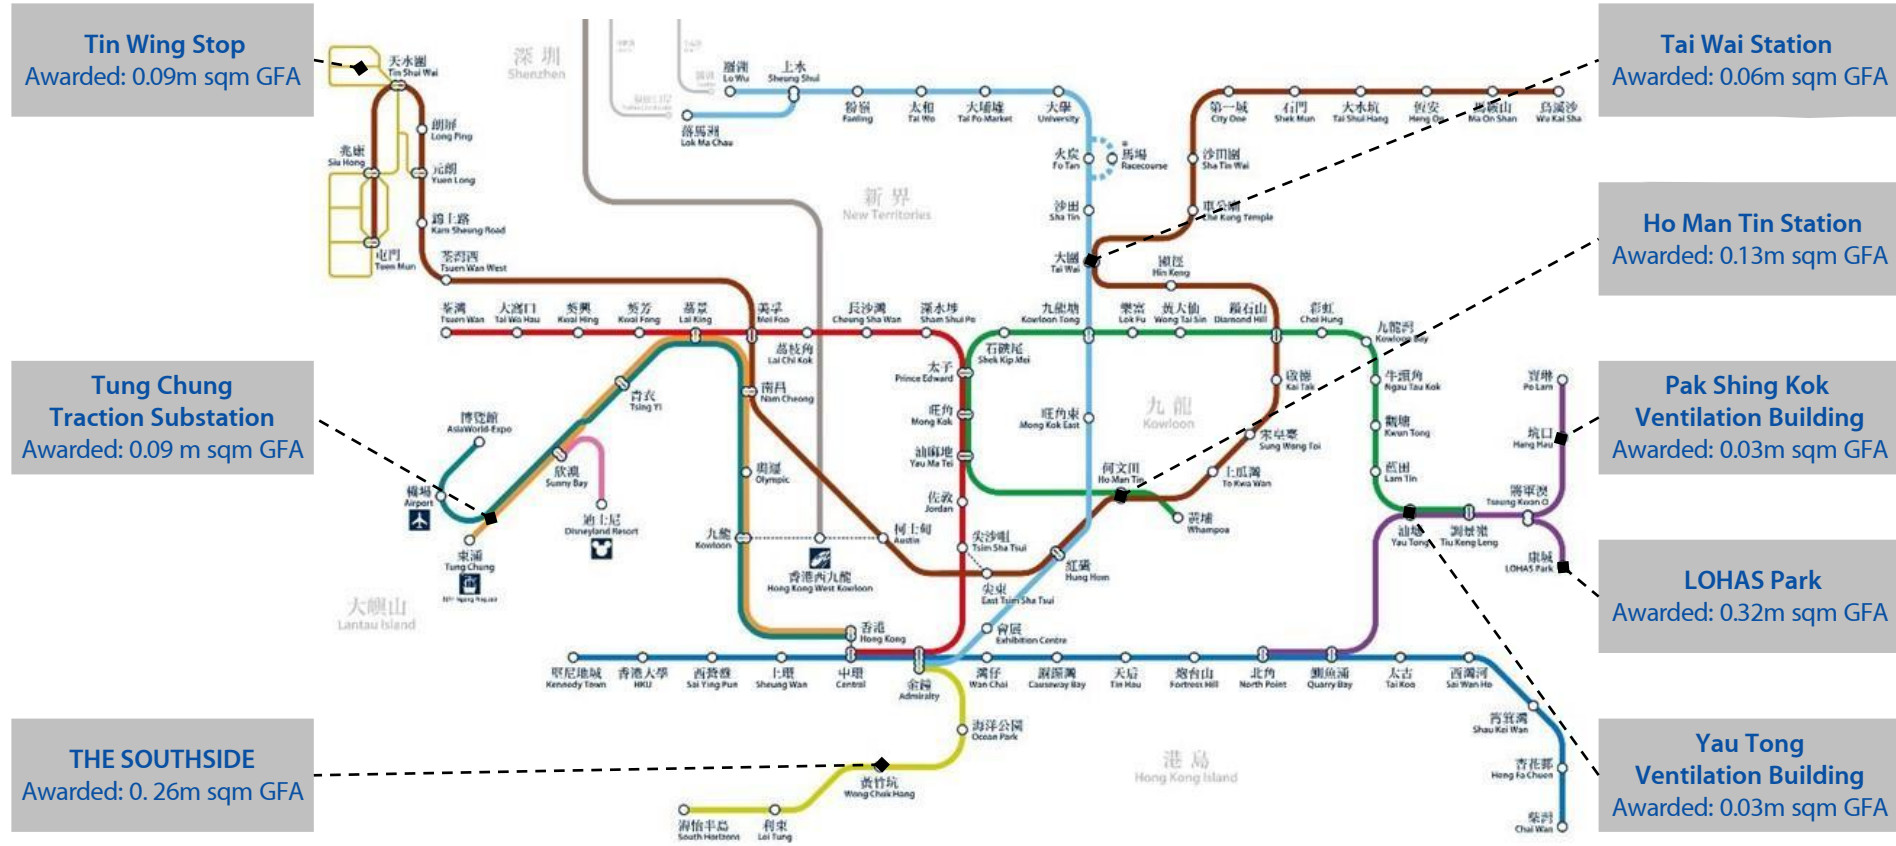 Tin Wing Stop
Awarded: 0.09m sqm GFA
Tung Chung
Traction Substation
Awarded: 0.09 m sqm GFA
THE SOUTHSIDE
Awarded: 0. 26m sqm GFA
Tai Wai Station
Awarded: 0.06m sqm GFA
Ho Man Tin Station
Awarded: 0.13m sqm GFA
Pak Shing Kok
Ventilation Building
Awarded: 0.03m sqm GFA
LOHAS Park
Awarded: 0.32m sqm GFA
Yau Tong
Ventilation Building
Awarded: 0.03m sqm GFA
深圳
Shenzhen
新界
New Territories
九龍
Kowloon
大嶼山
Lantau Island
港島
Hong Kong Island
天水圍
Tin Shui Wai
朗屏
Long Ping
兆康
Siu Hong
元朗
Yuen Long
錦上路
Kam Sheung Road
屯門
Tuen Mun
荃灣西
Tsuen Wan West
羅湖
Lo Wu
上水
Sheung Shui
落馬洲
Lok Ma Chau
粉嶺
Fanling
太和
Tai Wo
大埔墟
Tai Po Market
大學
University
火炭
Fo Tan
馬場
Racecourse
沙田
Sha Tin
大圍
Tai Wai
第一城
City One
石門
Shek Mun
大水坑
Tai Shui Hang
恆安
Heng On
馬鞍山
Ma On Shan
烏溪沙
Wu Kai Sha
沙田圍
Sha Tin Wai
車公廟
Che Kung Temple
顯徑
Hin Keng
荃灣
Tsuen Wan
大窩口
Tai Wo Hau
葵興
Kwai Hing
葵芳
Kwai Fong
荔景
Lai King
美孚
Mei Foo
荔枝角
Lai Chi Kok
長沙灣
Cheung Sha Wan
深水埗
Sham Shui Po
石硤尾
Shek Kip Mei
九龍塘
Kowloon Tong
樂富
Lok Fu
黃大仙
Wong Tai Sin
鑽石山
Diamond Hill
彩虹
Choi Hung
九龍灣
Kowloon Bay
牛頭角
Ngau Tau Kok
觀塘
Kwun Tong
藍田
Lam Tin
油塘
Yau Tong
調景嶺
Tiu Keng Leng
將軍澳
Tseung Kwan O
坑口
Hang Hau
寶琳
Po Lam
康城
LOHAS Park
太子
Prince Edward
旺角
Mong Kok
油麻地
Yau Ma Tei
佐敦
Jordan
尖沙咀
Tsim Sha Tsui
尖東
East Tsim Sha Tsui
旺角東
Mong Kok East
何文田
Ho Man Tin
黃埔
Whampoa
啟德
Kai Tak
宋皇臺
Sung Wong Toi
土瓜灣
To Kwa Wan
紅磡
Hung Hom
會展
Exhibition Centre
青衣
Tsing Yi
南昌
Nam Cheong
奧運
Olympic
九龍
Kowloon
柯士甸
Austin
香港西九龍
Hong Kong West Kowloon
博覽館
AsiaWorld-Expo
機場
Airport
欣澳
Sunny Bay
迪士尼
Disneyland Resort
東涌
Tung Chung
香港
Hong Kong
堅尼地城
Kennedy Town
香港大學
HKU
西營盤
Sai Ying Pun
上環
Sheung Wan
中環
Central
金鐘
Admiralty
灣仔
Wan Chai
銅鑼灣
Causeway Bay
天后
Tin Hau
炮台山
Fortress Hill
北角
North Point
鰂魚涌
Quarry Bay
太古
Tai Koo
西灣河
Sai Wan Ho
筲箕灣
Shau Kei Wan
杏花邨
Heng Fa Chuen
柴灣
Chai Wan
海洋公園
Ocean Park
黃竹坑
Wong Chuk Hang
利東
Lei Tung
海怡半島
South Horizons